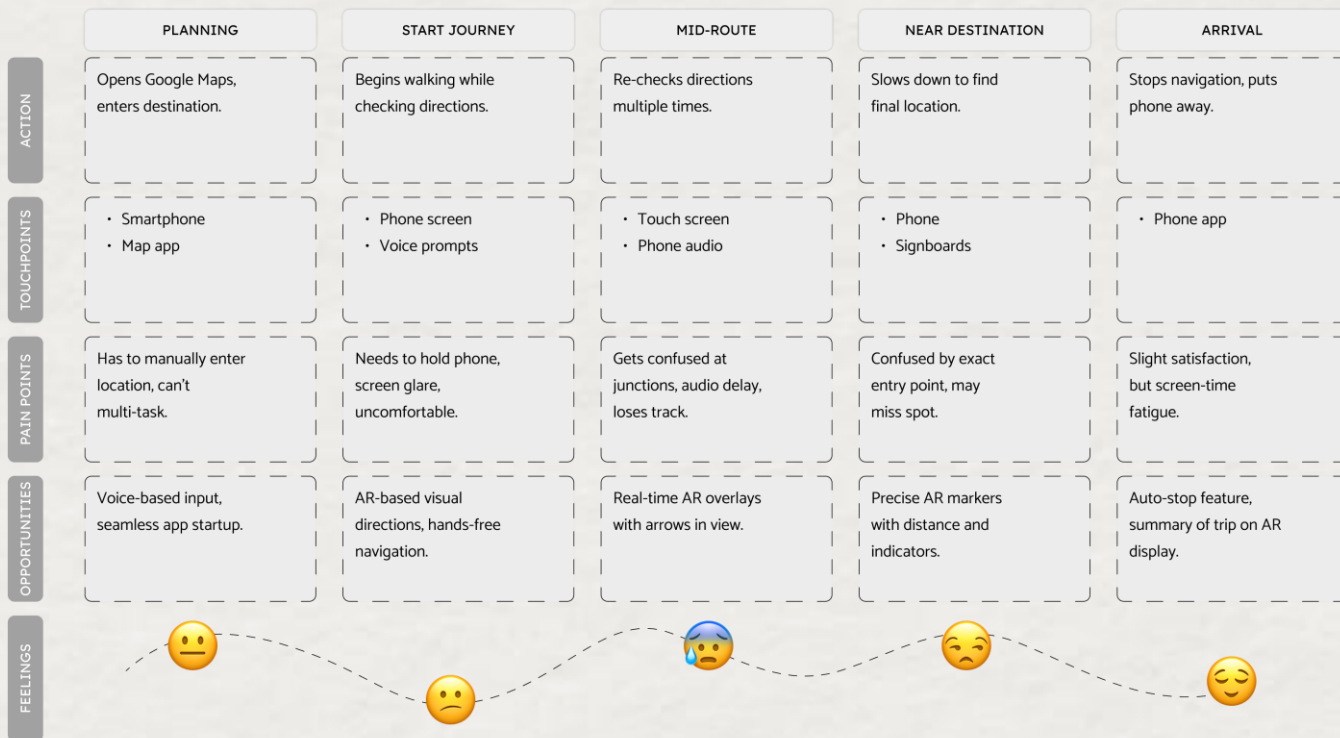 PLANNING
START JOURNEY
MID-ROUTE
NEAR DESTINATION
ARRIVAL
ACTION
Opens Google Maps,
enters destination.
Begins walking while
checking directions.
Re-checks directions
multiple times.
Slows down to find
final location.
Stops navigation, puts
phone away.
TOUCHPOINTS
• Smartphone
• Map app
• Phone screen
• Voice prompts
• Touch screen
• Phone audio
• Phone
• Signboards
• Phone app
PAIN POINTS
Has to manually enter
location, can't
multi-task.
Needs to hold phone,
screen glare,
uncomfortable.
Gets confused at
junctions, audio delay,
loses track.
Confused by exact
entry point, may
miss spot.
Slight satisfaction,
but screen-time
fatigue.
OPPORTUNITIES
Voice-based input,
seamless app startup.
AR-based visual
directions, hands-free
navigation.
Real-time AR overlays
with arrows in view.
Precise AR markers
with distance and
indicators.
Auto-stop feature,
summary of trip on AR
display.
FEELINGS